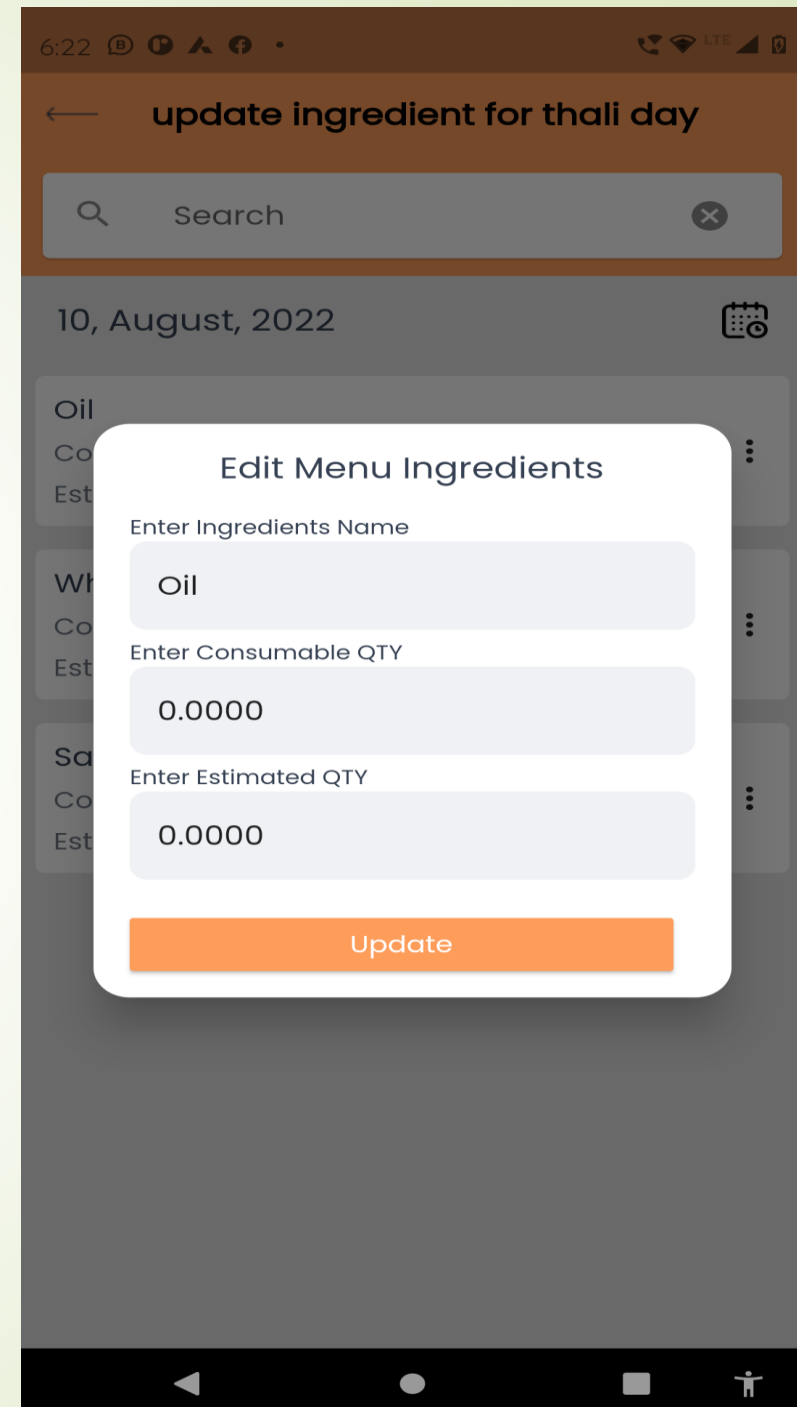 6:22
LTE
update ingredient for thali day
Search
10, August, 2022
Oil
Co
Est
Wh
Co
Est
Sa
Co
Est
Edit Menu Ingredients
Enter Ingredients Name
Oil
Enter Consumable QTY
0.0000
Enter Estimated QTY
0.0000
Update